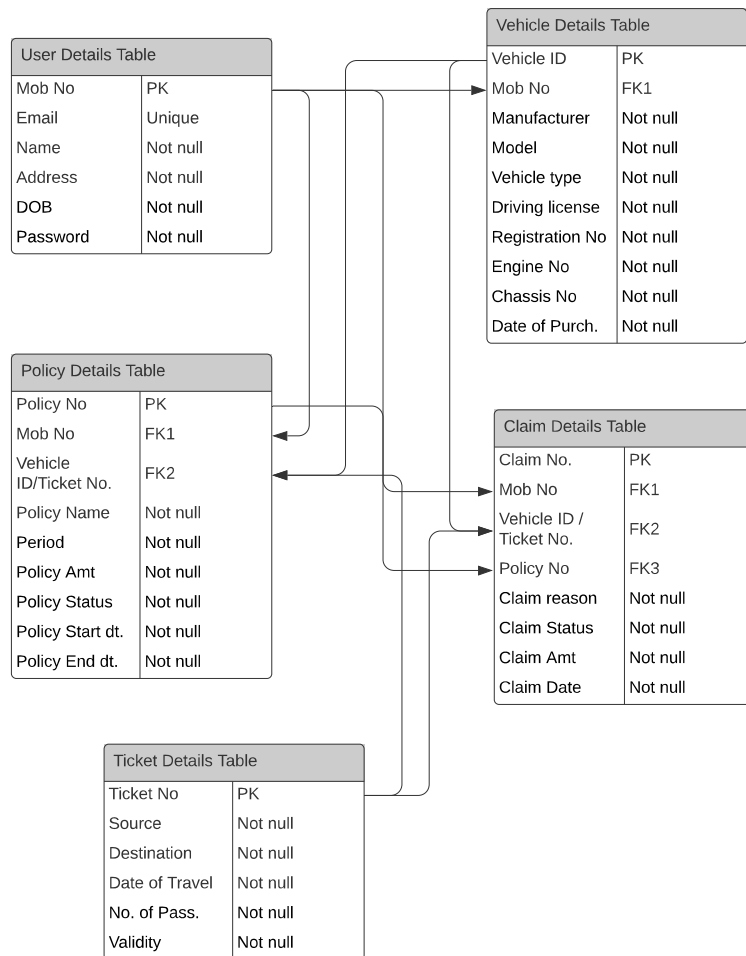 User Details Table
Mob No PK
Email Unique
Name Not null
Address Not null
DOB Not null
Password Not null
Vehicle Details Table
Vehicle ID PK
Mob No FK1
Manufacturer Not null
Model Not null
Vehicle type Not null
Driving license Not null
Registration No Not null
Engine No Not null
Chassis No Not null
Date of Purch. Not null
Policy Details Table
Policy No PK
Mob No FK1
Vehicle
ID/Ticket No. FK2
Policy Name Not null
Period Not null
Policy Amt Not null
Policy Status Not null
Policy Start dt. Not null
Policy End dt. Not null
Claim Details Table
Claim No. PK
Mob No FK1
Vehicle ID /
Ticket No. FK2
Policy No FK3
Claim reason Not null
Claim Status Not null
Claim Amt Not null
Claim Date Not null
Ticket Details Table
Ticket No PK
Source Not null
Destination Not null
Date of Travel Not null
No. of Pass. Not null
Validity Not null